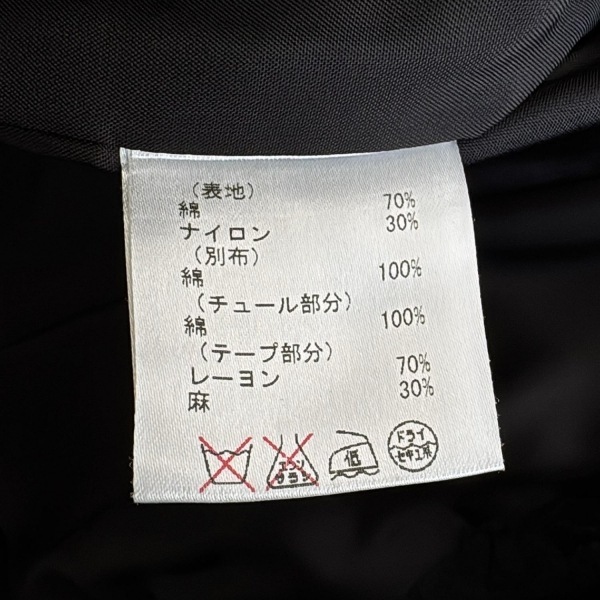 （表地）
綿 70%
ナイロン 30%
（別布）
綿 100%
（チュール部分）
綿 100%
（テープ部分）
レーヨン 70%
麻 30%
エンソ
サラシ
低
ドライ
セキユ系